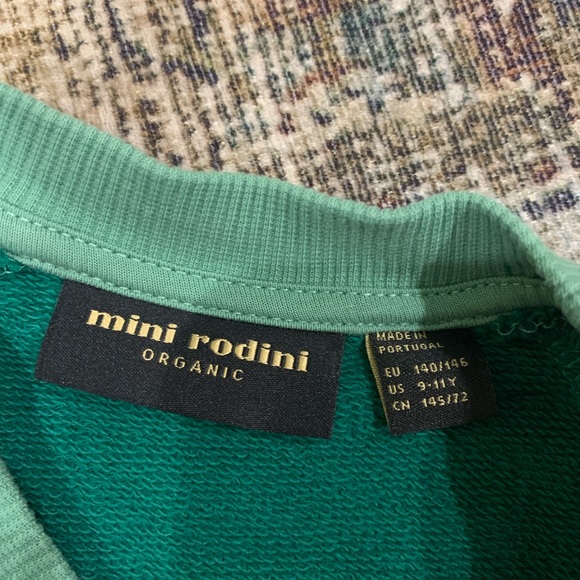 mini rodini
ORGANIC
MADE IN
PORTUGAL
EU 140/146
US 9-11Y
CN 145/72